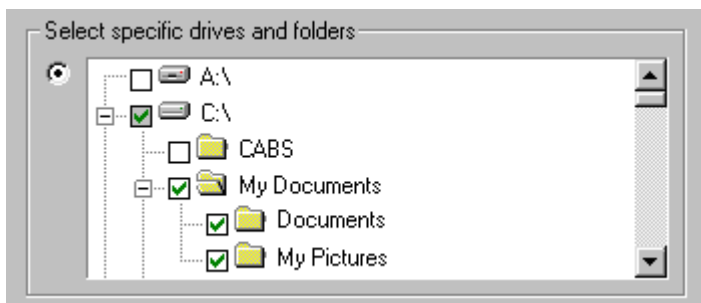 Select specific drives and folders
A:\
C:\
CABS
My Documents
Documents
My Pictures